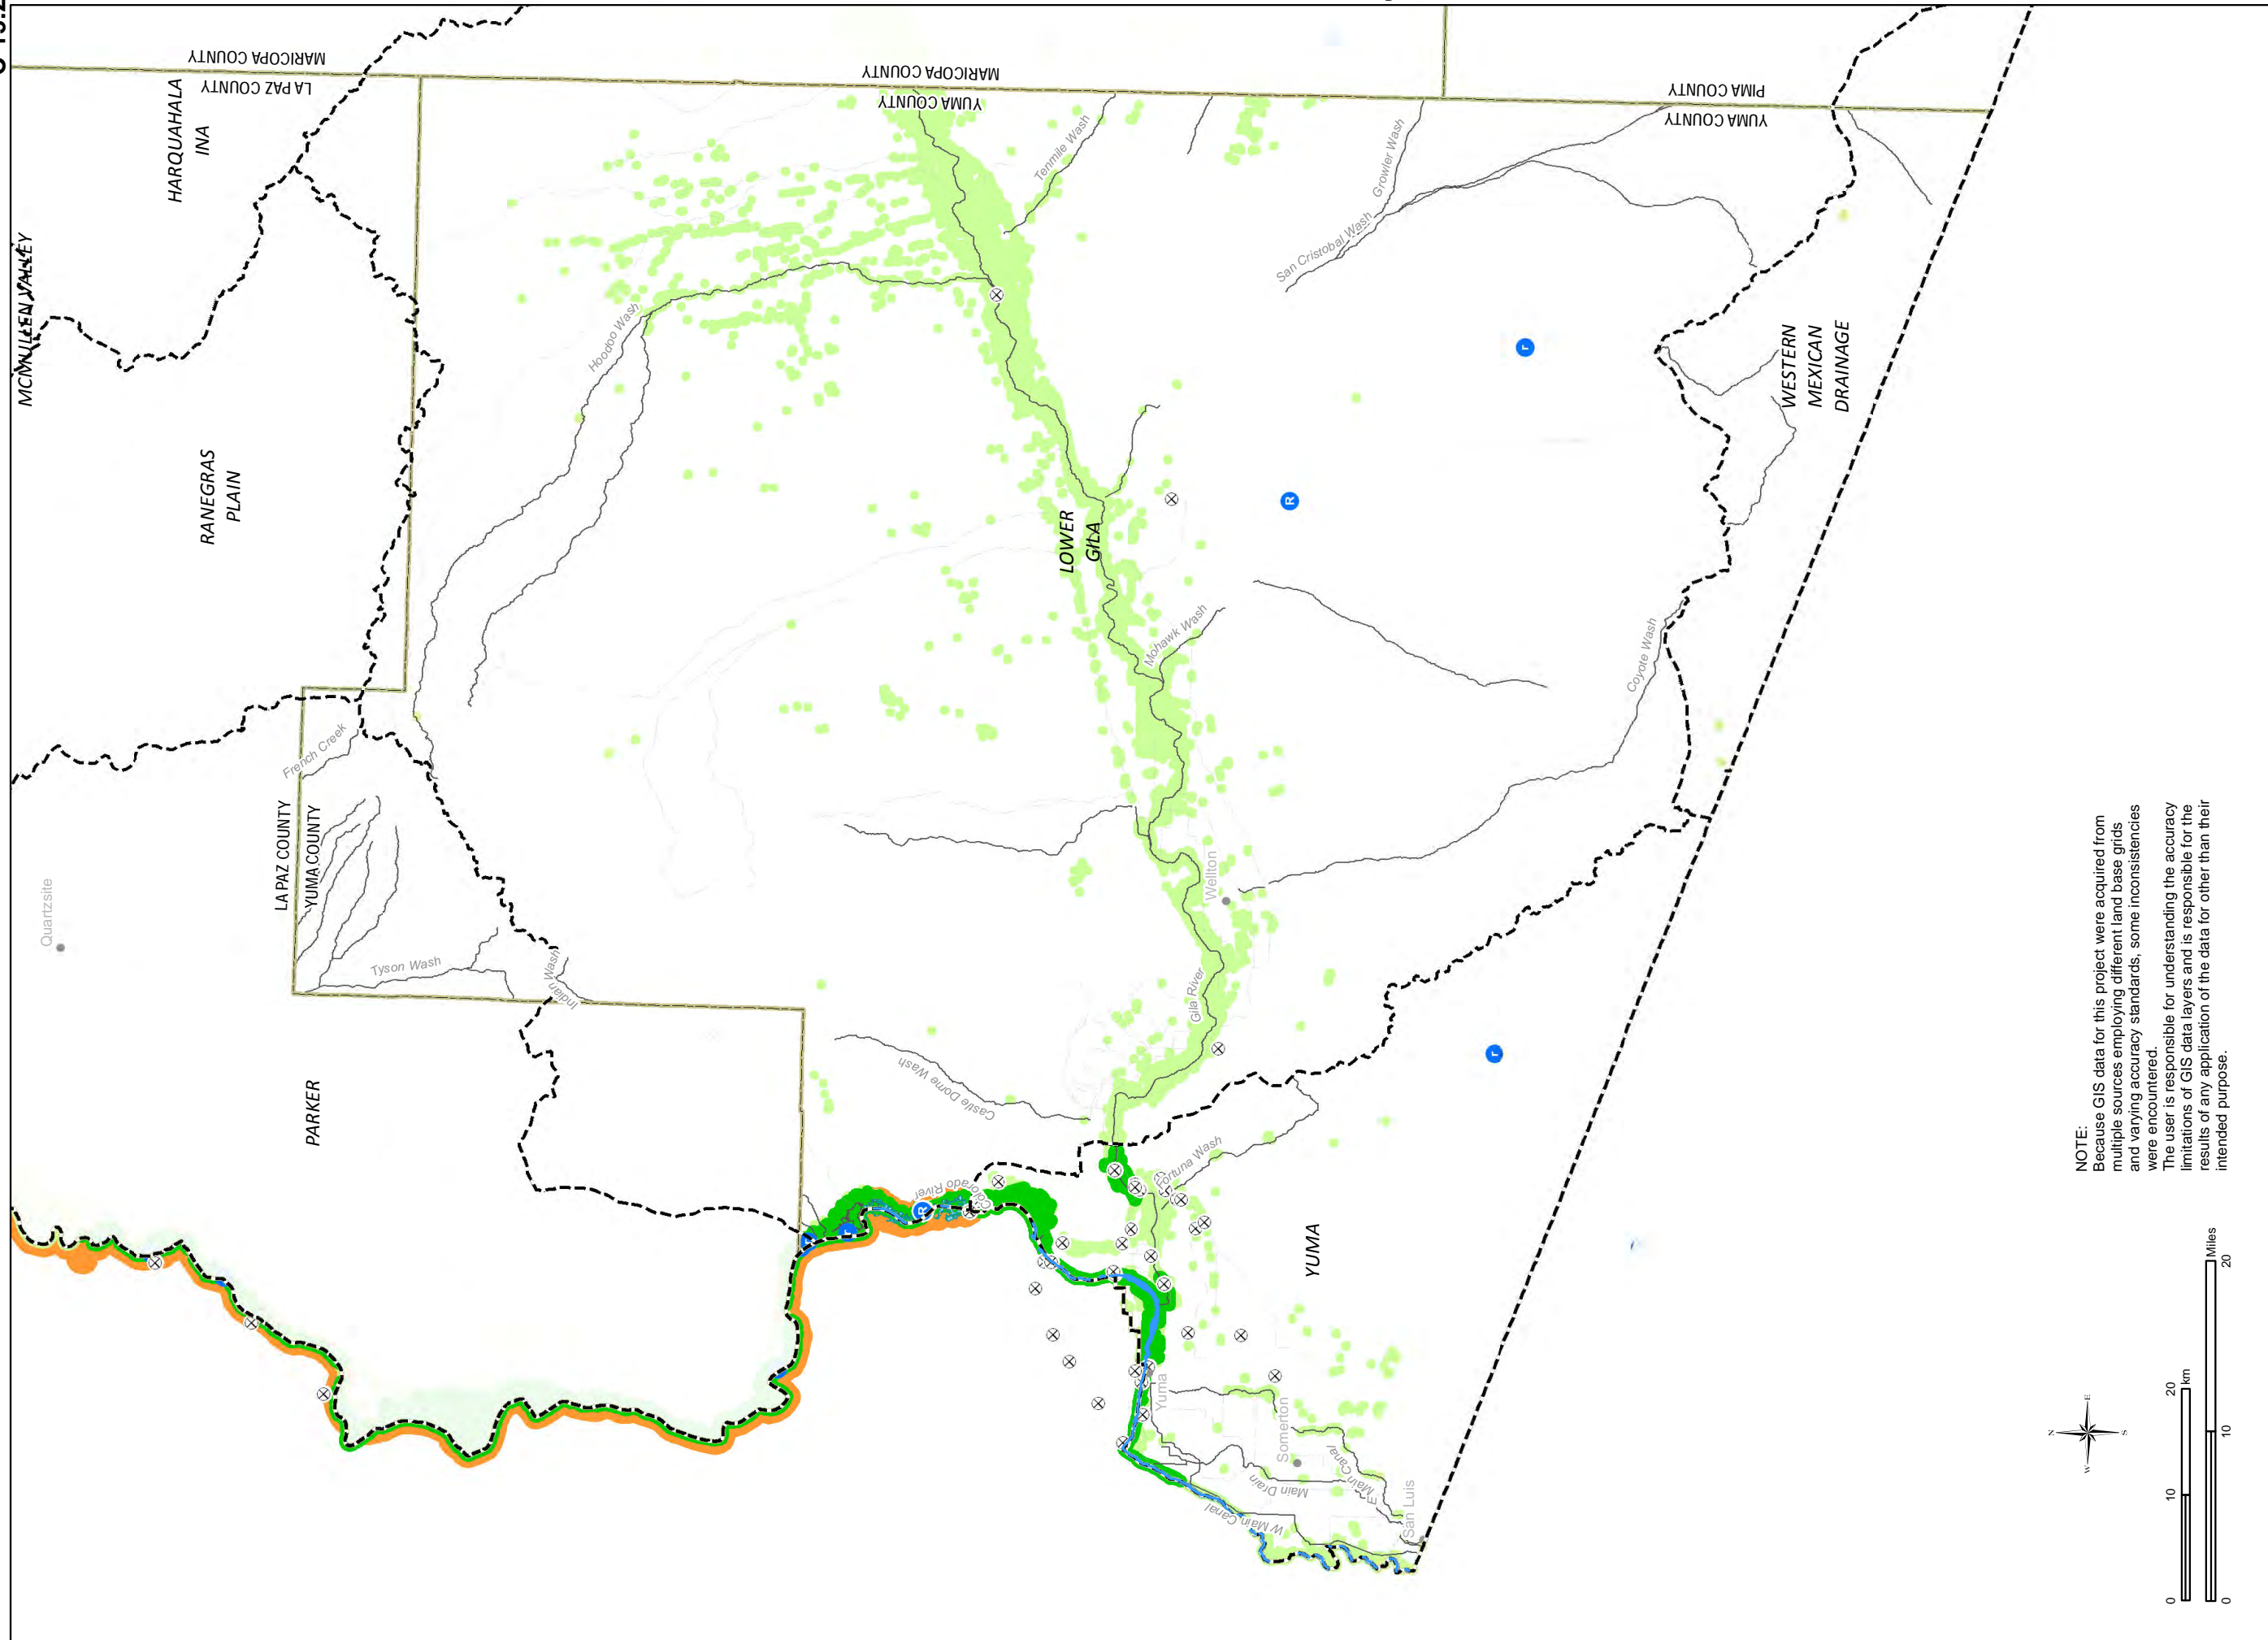 MARICOPA COUNTY
LA PAZ COUNTY
HARQUAHALA
INA
MCMULLEN VALLEY
RANEGRAS
PLAIN
MARICOPA COUNTY
YUMA COUNTY
PIMA COUNTY
YUMA COUNTY
Tenmile Wash
Growler Wash
San Cristobal Wash
Hoodoo Wash
WESTERN
MEXICAN
DRAINAGE
r
R
LOWER
GILA
Mohawk Wash
Coyote Wash
French Creek
LA PAZ COUNTY
YUMA COUNTY
Quartzsite
Tyson Wash
Indian Wash
Wellton
Gila River
Castle Dome Wash
PARKER
r
Colorado River
R
Fortuna Wash
YUMA
Yuma
Somerton
Main Drain
E Main Canal
W Main Canal
San Luis
NOTE:
Because GIS data for this project were acquired from
multiple sources employing different land base grids
and varying accuracy standards, some inconsistencies
were encountered.
The user is responsible for understanding the accuracy
limitations of GIS data layers and is responsible for the
results of any application of the data for other than their
intended purpose.
N
W
E
S
0
10
20
km
0
10
20
Miles